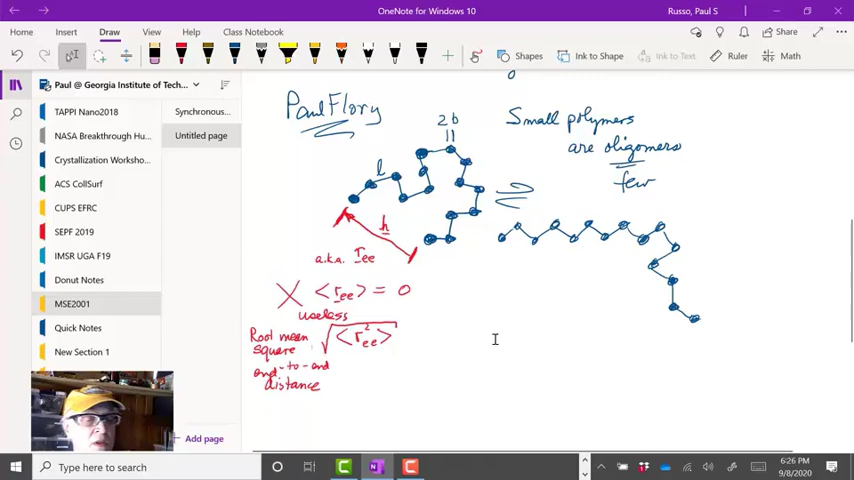 OneNote for Windows 10
Russo, Paul S
Home
Insert
Draw
View
Help
Class Notebook
Share
Shapes
Ink to Shape
Ink to Text
Ruler
Math
Paul @ Georgia Institute of Tech...
TAPPI Nano2018
NASA Breakthrough Hu...
Crystallization Worksho...
ACS CollSurf
CUPS EFRC
SEPF 2019
IMSR UGA F19
Donut Notes
MSE2001
Quick Notes
New Section 1
Synchronous...
Untitled page
Add page
Paul Flory
Small polymers
are oligomers
few
l
h
a.k.a. r_ee
X <r_ee> = 0
useless
Root mean
square
√<r²_ee>
end-to-end
distance
Type here to search
6:26 PM
9/8/2020